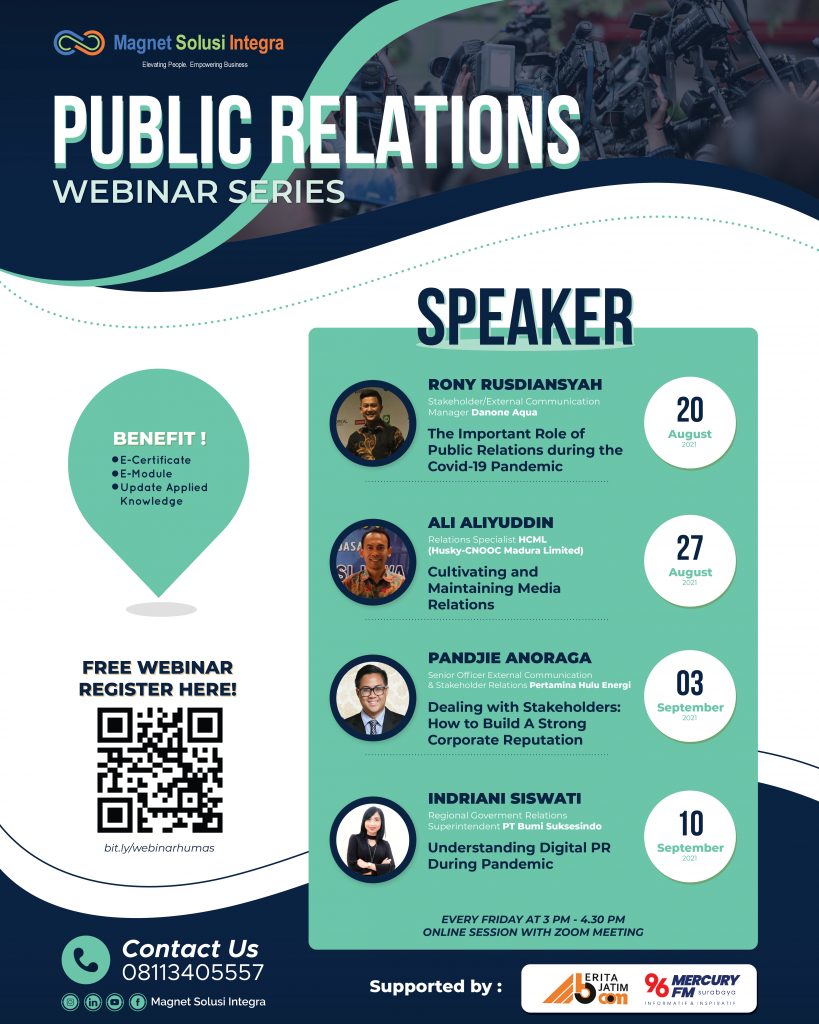 Magnet Solusi Integra
Elevating People. Empowering Business
PUBLIC RELATIONS
WEBINAR SERIES
SPEAKER
BENEFIT !
E-Certificate
E-Module
Update Applied
Knowledge
FREE WEBINAR
REGISTER HERE!
bit.ly/webinarhumas
RONY RUSDIANSYAH
Stakeholder/External Communication
Manager Danone Aqua
The Important Role of
Public Relations during the
Covid-19 Pandemic
20
August
2021
ALI ALIYUDDIN
Relations Specialist HCML
(Husky-CNOOC Madura Limited)
Cultivating and
Maintaining Media
Relations
27
August
2021
PANDJIE ANORAGA
Senior Officer External Communication
& Stakeholder Relations Pertamina Hulu Energi
Dealing with Stakeholders:
How to Build A Strong
Corporate Reputation
03
September
2021
INDRIANI SISWATI
Regional Goverment Relations
Superintendent PT Bumi Suksesindo
Understanding Digital PR
During Pandemic
10
September
2021
EVERY FRIDAY AT 3 PM - 4.30 PM
ONLINE SESSION WITH ZOOM MEETING
Contact Us
08113405557
Magnet Solusi Integra
Supported by :
BERITA
JATIM
.com
96 MERCURY
FM surabaya
INFORMATIF & INSPIRATIF